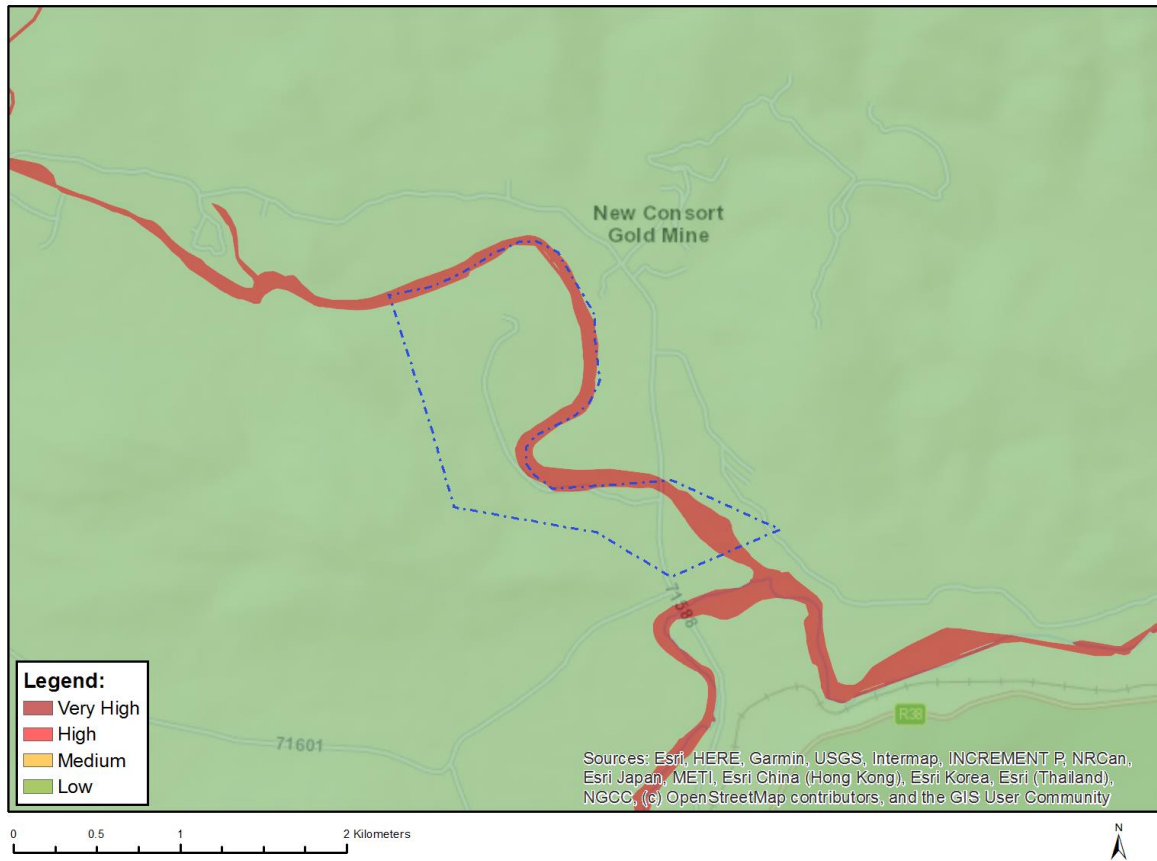 New Consort
Gold Mine
71588
R38
71601
Legend:
Very High
High
Medium
Low
Sources: Esri, HERE, Garmin, USGS, Intermap, INCREMENT P, NRCan,
Esri Japan, METI, Esri China (Hong Kong), Esri Korea, Esri (Thailand),
NGCC, (c) OpenStreetMap contributors, and the GIS User Community
0 0.5 1 2 Kilometers
N